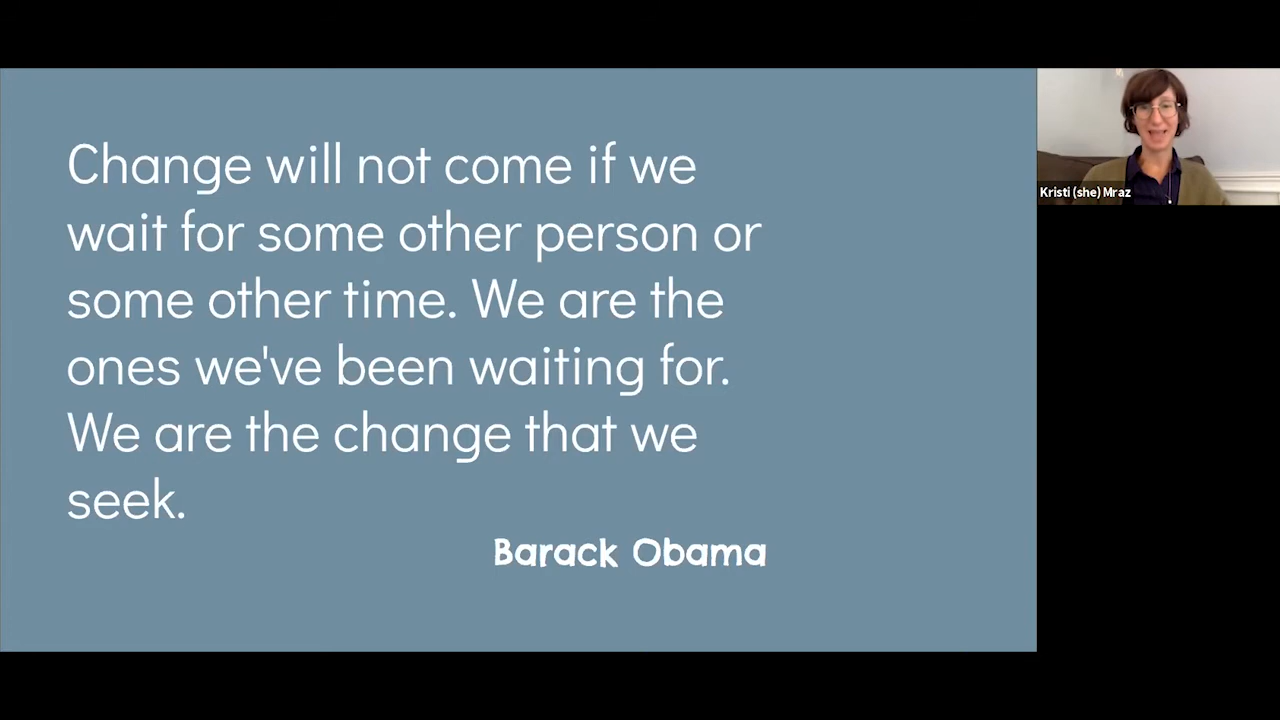 Change will not come if we
wait for some other person or
some other time. We are the
ones we've been waiting for.
We are the change that we
seek.
Barack Obama
Kristi (she) Mraz